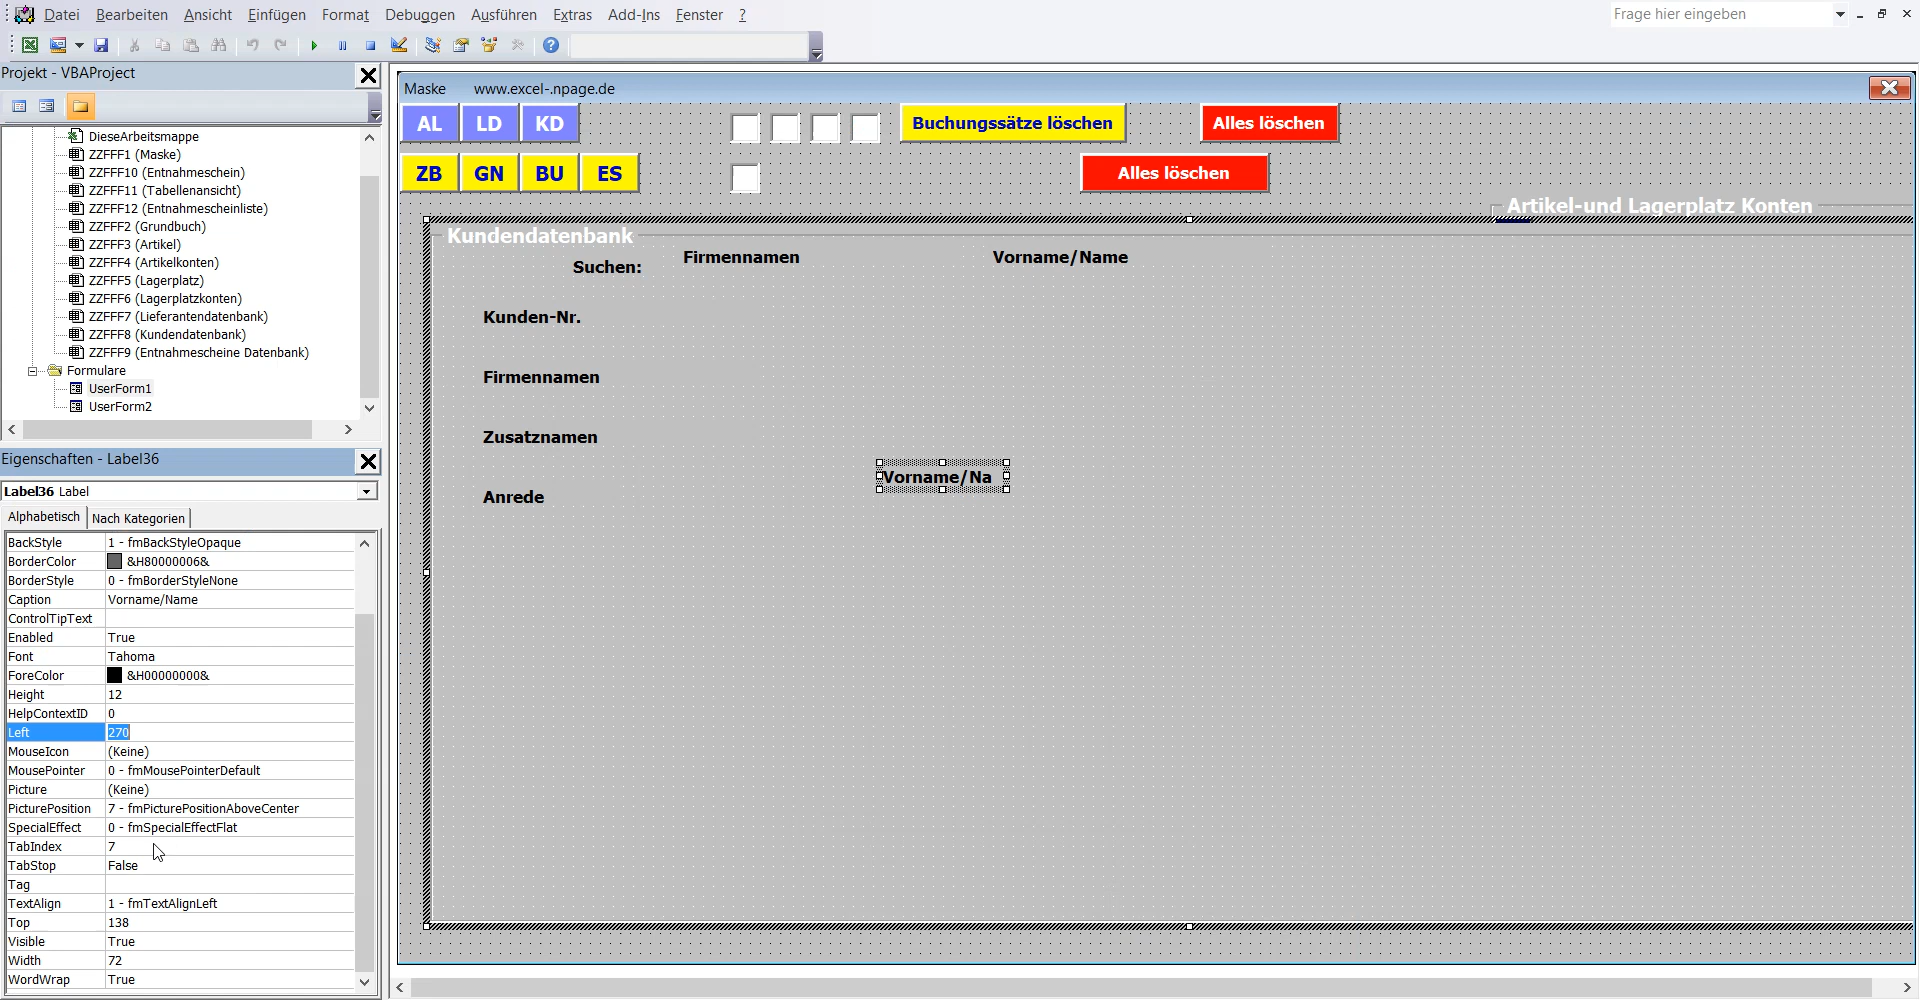 Datei Bearbeiten Ansicht Einfügen Format Debuggen Ausführen Extras Add-Ins Fenster ?
Frage hier eingeben
Projekt - VBAProject
DieseArbeitsmappe
ZZFFF1 (Maske)
ZZFFF10 (Entnahmeschein)
ZZFFF11 (Tabellenansicht)
ZZFFF12 (Entnahmescheinliste)
ZZFFF2 (Grundbuch)
ZZFFF3 (Artikel)
ZZFFF4 (Artikelkonten)
ZZFFF5 (Lagerplatz)
ZZFFF6 (Lagerplatzkonten)
ZZFFF7 (Lieferantendatenbank)
ZZFFF8 (Kundendatenbank)
ZZFFF9 (Entnahmescheine Datenbank)
Formulare
UserForm1
UserForm2
Eigenschaften - Label36
Label36 Label
Alphabetisch Nach Kategorien
BackStyle 1 - fmBackStyleOpaque
BorderColor &H80000006&
BorderStyle 0 - fmBorderStyleNone
Caption Vorname/Name
ControlTipText
Enabled True
Font Tahoma
ForeColor &H00000000&
Height 12
HelpContextID 0
Left 270
MouseIcon (Keine)
MousePointer 0 - fmMousePointerDefault
Picture (Keine)
PicturePosition 7 - fmPicturePositionAboveCenter
SpecialEffect 0 - fmSpecialEffectFlat
TabIndex 7
TabStop False
Tag
TextAlign 1 - fmTextAlignLeft
Top 138
Visible True
Width 72
WordWrap True
Maske www.excel-.npage.de
AL LD KD Buchungssätze löschen Alles löschen
ZB GN BU ES Alles löschen
Artikel-und Lagerplatz Konten
Kundendatenbank
Suchen: Firmennamen Vorname/Name
Kunden-Nr.
Firmennamen
Zusatznamen
Vorname/Na
Anrede